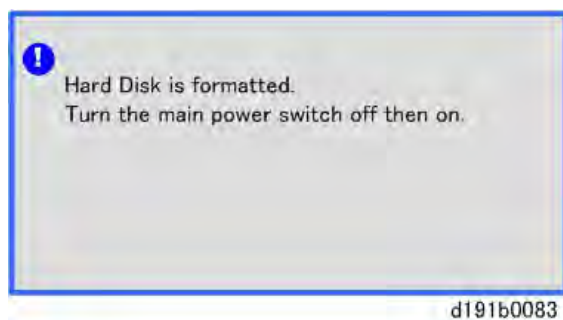 !
Hard Disk is formatted.
Turn the main power switch off then on.
d191b0083